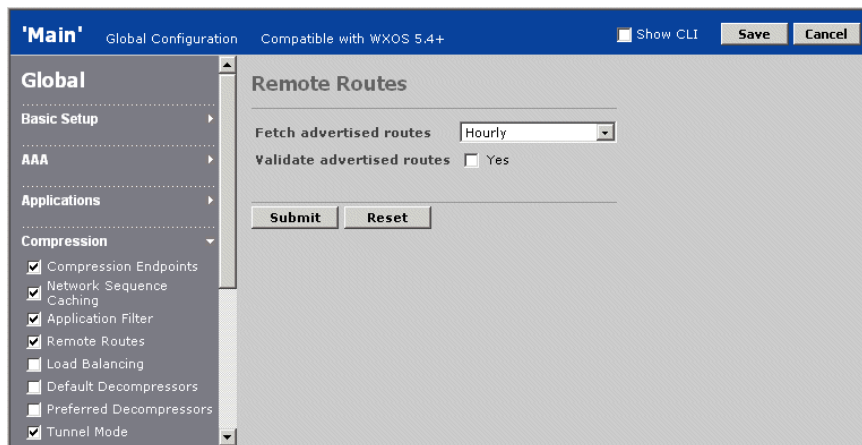 'Main' Global Configuration Compatible with WXOS 5.4+ Show CLI Save Cancel
Global
Basic Setup
AAA
Applications
Compression
Compression Endpoints
Network Sequence
Caching
Application Filter
Remote Routes
Load Balancing
Default Decompressors
Preferred Decompressors
Tunnel Mode
Remote Routes
Fetch advertised routes Hourly
Validate advertised routes Yes
Submit Reset